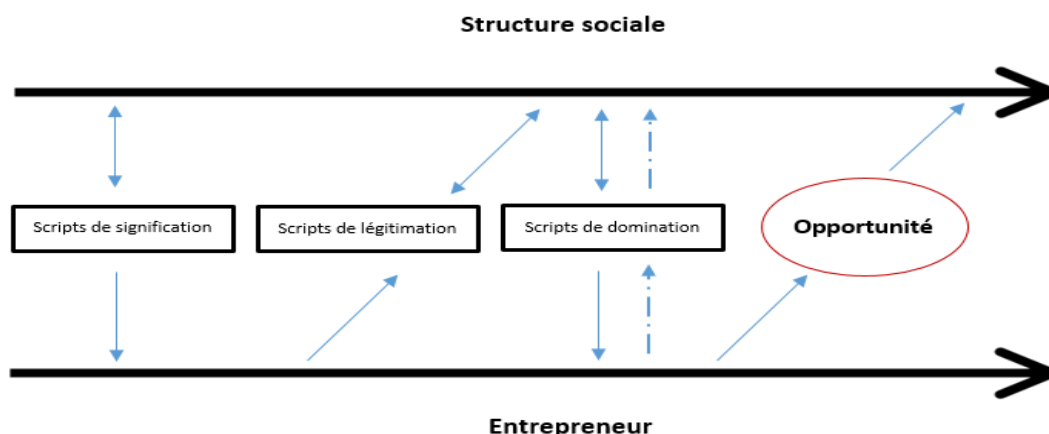 Structure sociale
Scripts de signification
Scripts de légitimation
Scripts de domination
Opportunité
Entrepreneur